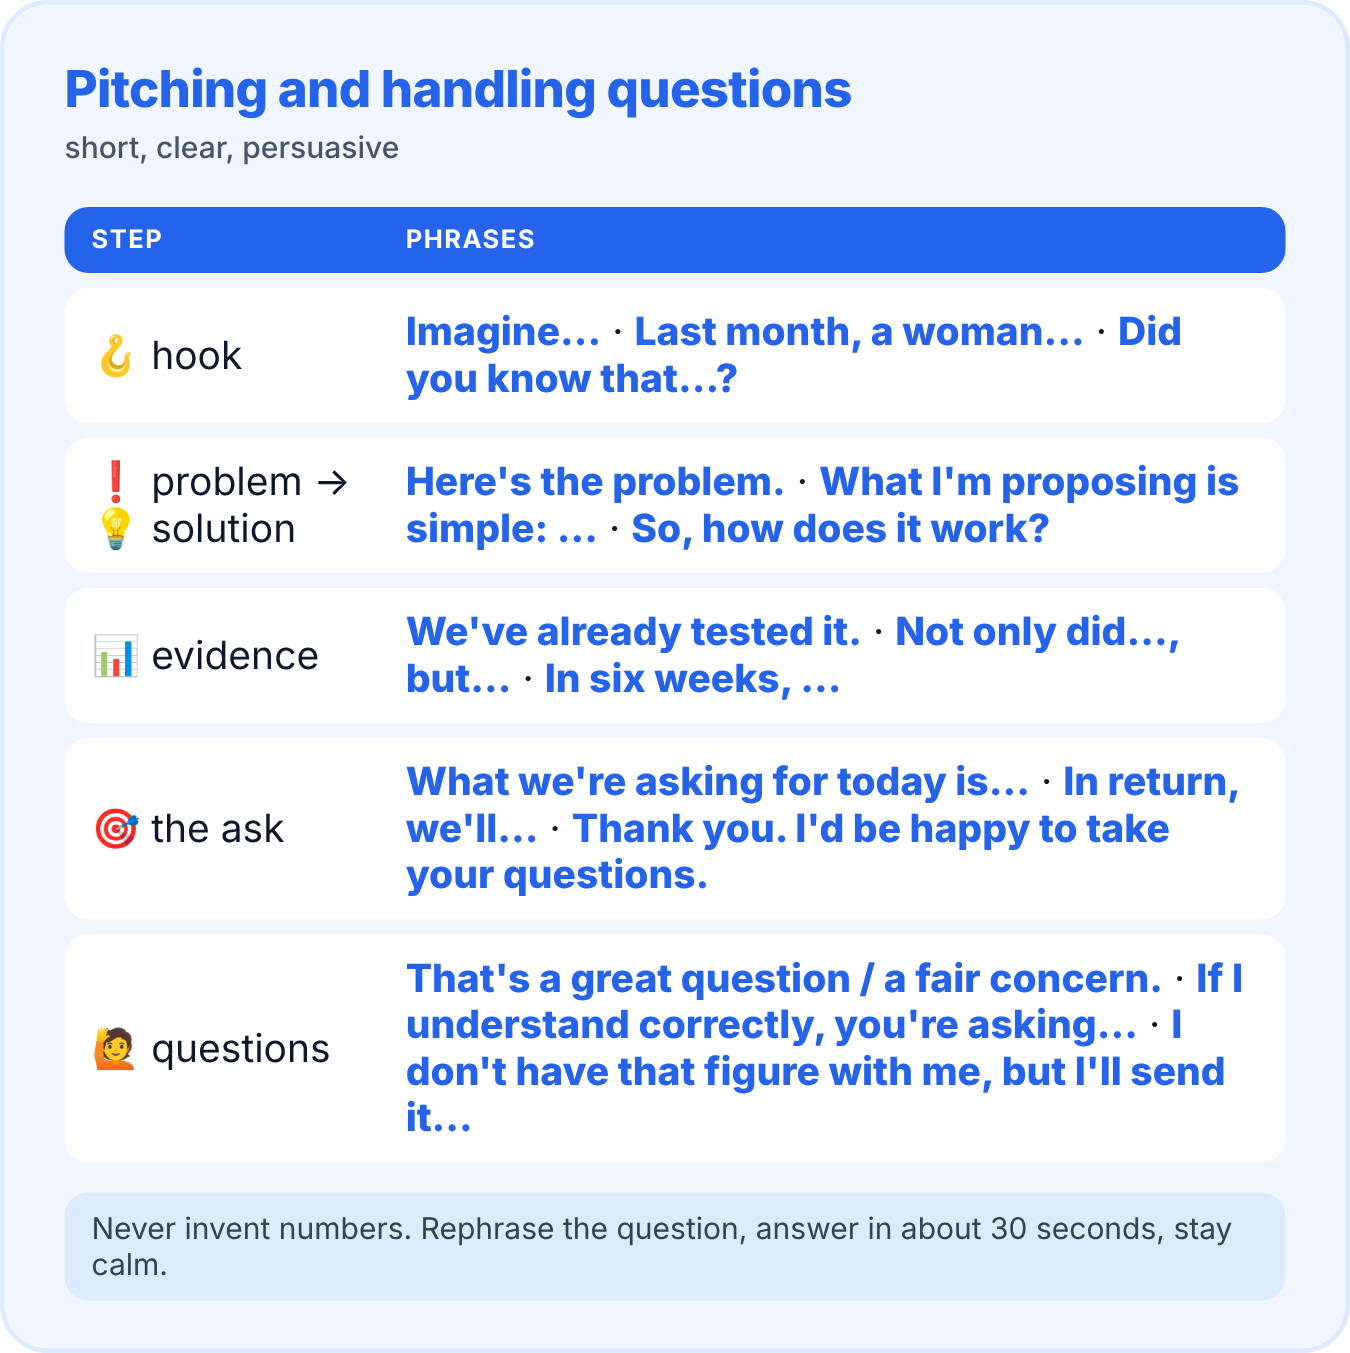 Pitching and handling questions
short, clear, persuasive
STEP PHRASES
🪝 hook
Imagine… · Last month, a woman… · Did
you know that…?
❗ problem →
💡 solution
Here's the problem. · What I'm proposing is
simple: … · So, how does it work?
📊 evidence
We've already tested it. · Not only did…,
but… · In six weeks, …
🎯 the ask
What we're asking for today is… · In return,
we'll… · Thank you. I'd be happy to take
your questions.
🙋 questions
That's a great question / a fair concern. · If I
understand correctly, you're asking… · I
don't have that figure with me, but I'll send
it…
Never invent numbers. Rephrase the question, answer in about 30 seconds, stay
calm.